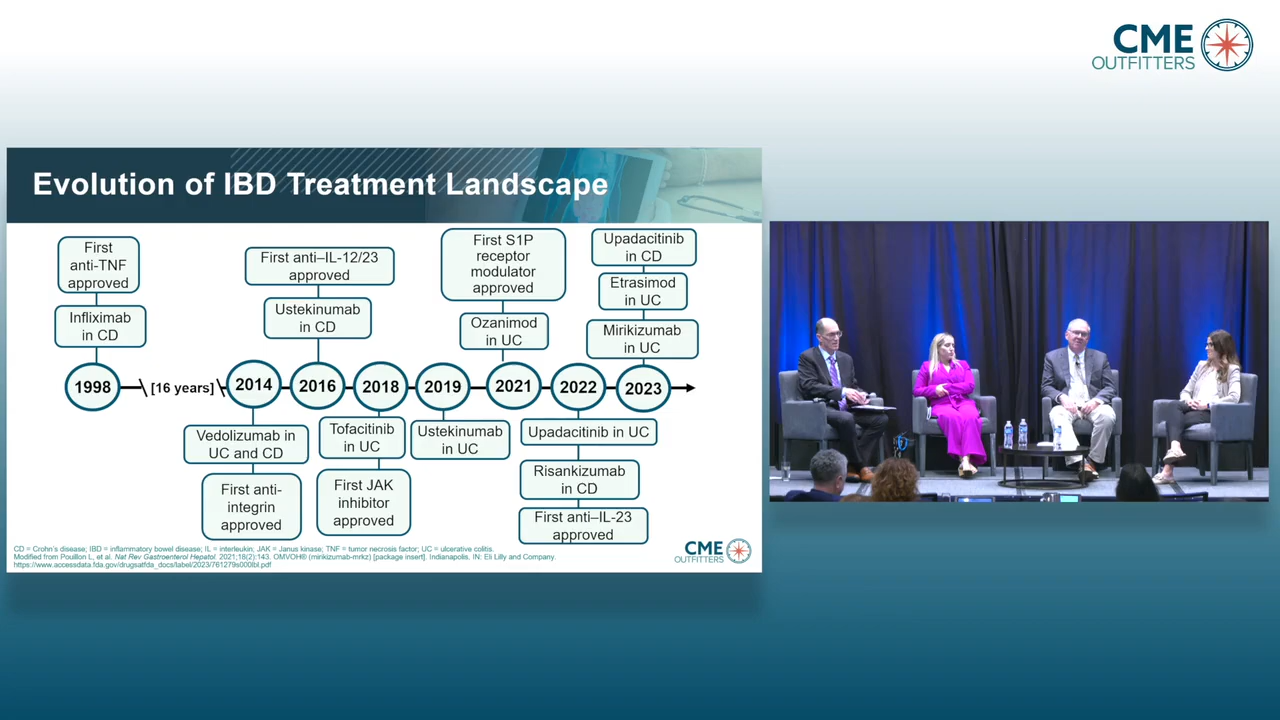 CME
OUTFITTERS
Evolution of IBD Treatment Landscape
First
anti-TNF
approved
Infliximab
in CD
First anti–IL-12/23
approved
Ustekinumab
in CD
First S1P
receptor
modulator
approved
Ozanimod
in UC
Upadacitinib
in CD
Etrasimod
in UC
Mirikizumab
in UC
1998
[16 years]
2014
2016
2018
2019
2021
2022
2023
Vedolizumab in
UC and CD
First anti-
integrin
approved
Tofacitinib
in UC
First JAK
inhibitor
approved
Ustekinumab
in UC
Upadacitinib in UC
Risankizumab
in CD
First anti–IL-23
approved
CD = Crohn's disease; IBD = inflammatory bowel disease; IL = interleukin; JAK = Janus kinase; TNF = tumor necrosis factor; UC = ulcerative colitis.
Modified from Pouillon L, et al. Nat Rev Gastroenterol Hepatol. 2021;18(2):143. OMVOH® (mirikizumab-mrkz) [package insert]. Indianapolis, IN: Eli Lilly and Company.
https://www.accessdata.fda.gov/drugsatfda_docs/label/2023/761279s000lbl.pdf
CME
OUTFITTERS